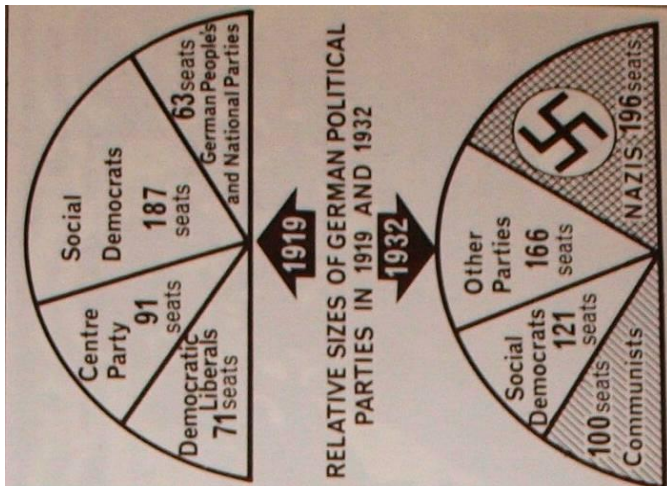 63 seats
German People's
and National Parties
Social
Democrats
187
seats
Centre
Party
91
seats
Democratic
Liberals
71 seats
1919
RELATIVE SIZES OF GERMAN POLITICAL
PARTIES IN 1919 AND 1932
1932
NAZIS 196 seats
Other
Parties
166
seats
Social
Democrats
121
seats
100 seats
Communists